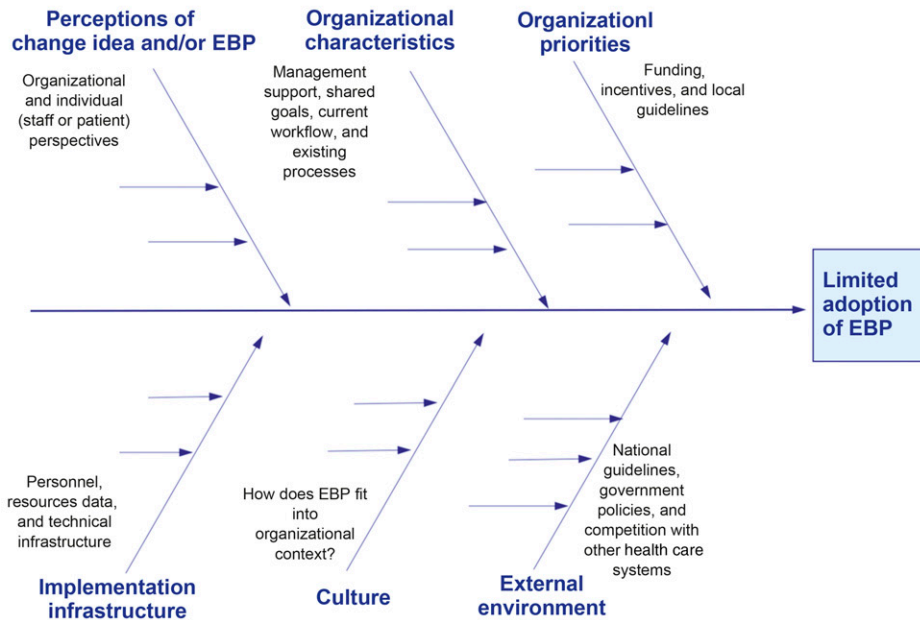 Perceptions of
change idea and/or EBP
Organizational
and individual
(staff or patient)
perspectives
Organizational
characteristics
Management
support, shared
goals, current
workflow, and
existing
processes
Organizationl
priorities
Funding,
incentives, and local
guidelines
Limited
adoption
of EBP
Personnel,
resources data,
and technical
infrastructure
Implementation
infrastructure
How does EBP fit
into
organizational
context?
Culture
National
guidelines,
government
policies, and
competition with
other health care
systems
External
environment